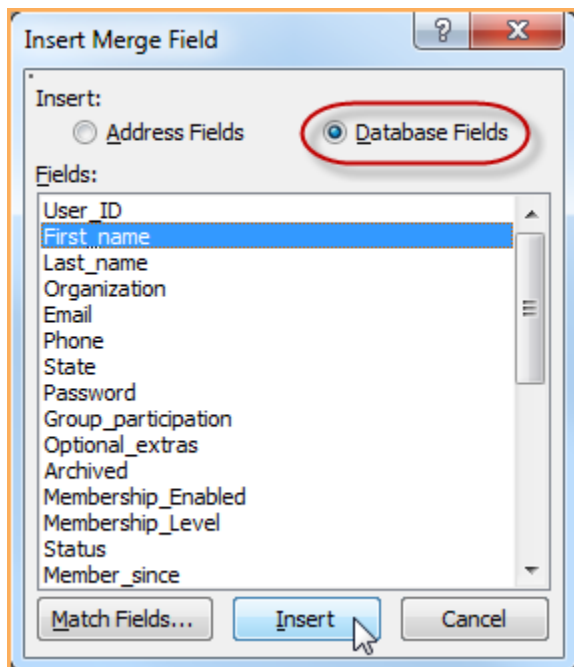 Insert Merge Field
Insert:
Address Fields Database Fields
Fields:
User_ID
First_name
Last_name
Organization
Email
Phone
State
Password
Group_participation
Optional_extras
Archived
Membership_Enabled
Membership_Level
Status
Member_since
Match Fields... Insert Cancel